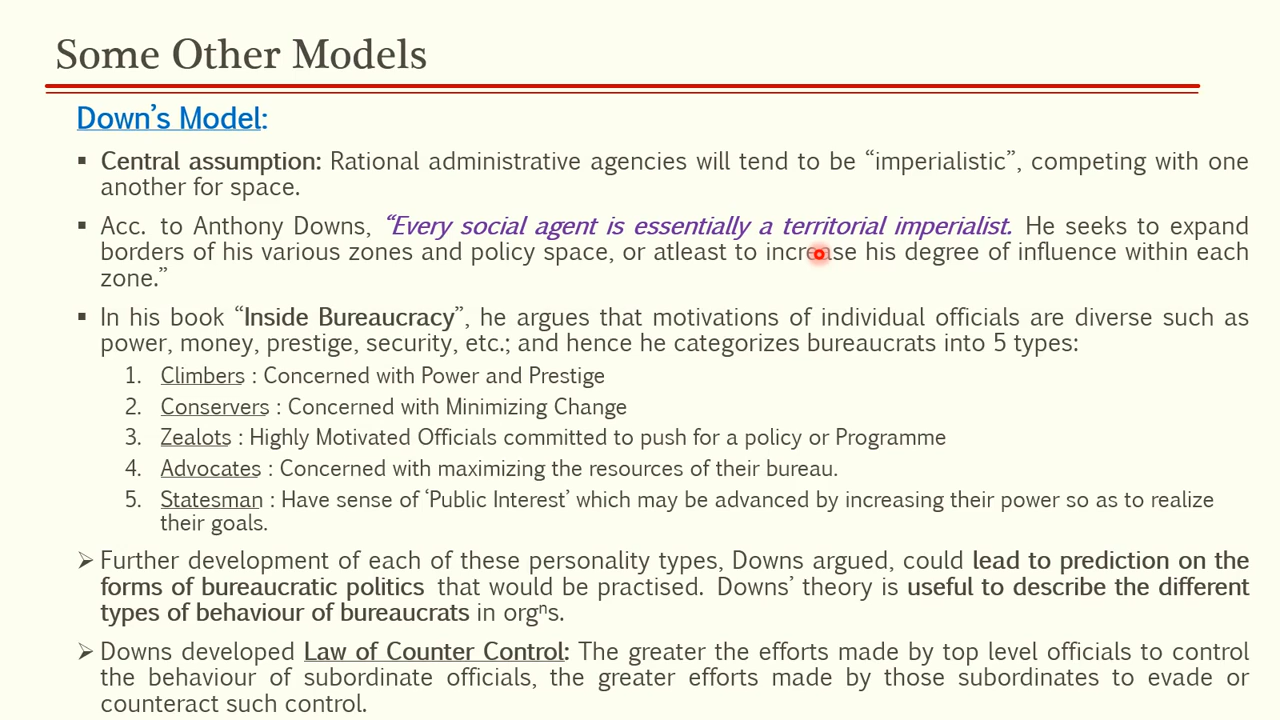 Some Other Models
Down’s Model:
▪ Central assumption: Rational administrative agencies will tend to be “imperialistic”, competing with one
another for space.
▪ Acc. to Anthony Downs, “Every social agent is essentially a territorial imperialist. He seeks to expand
borders of his various zones and policy space, or atleast to increase his degree of influence within each
zone.”
▪ In his book “Inside Bureaucracy”, he argues that motivations of individual officials are diverse such as
power, money, prestige, security, etc.; and hence he categorizes bureaucrats into 5 types:
1. Climbers : Concerned with Power and Prestige
2. Conservers : Concerned with Minimizing Change
3. Zealots : Highly Motivated Officials committed to push for a policy or Programme
4. Advocates : Concerned with maximizing the resources of their bureau.
5. Statesman : Have sense of ‘Public Interest’ which may be advanced by increasing their power so as to realize
their goals.
➢ Further development of each of these personality types, Downs argued, could lead to prediction on the
forms of bureaucratic politics that would be practised. Downs’ theory is useful to describe the different
types of behaviour of bureaucrats in orgⁿs.
➢ Downs developed Law of Counter Control: The greater the efforts made by top level officials to control
the behaviour of subordinate officials, the greater efforts made by those subordinates to evade or
counteract such control.